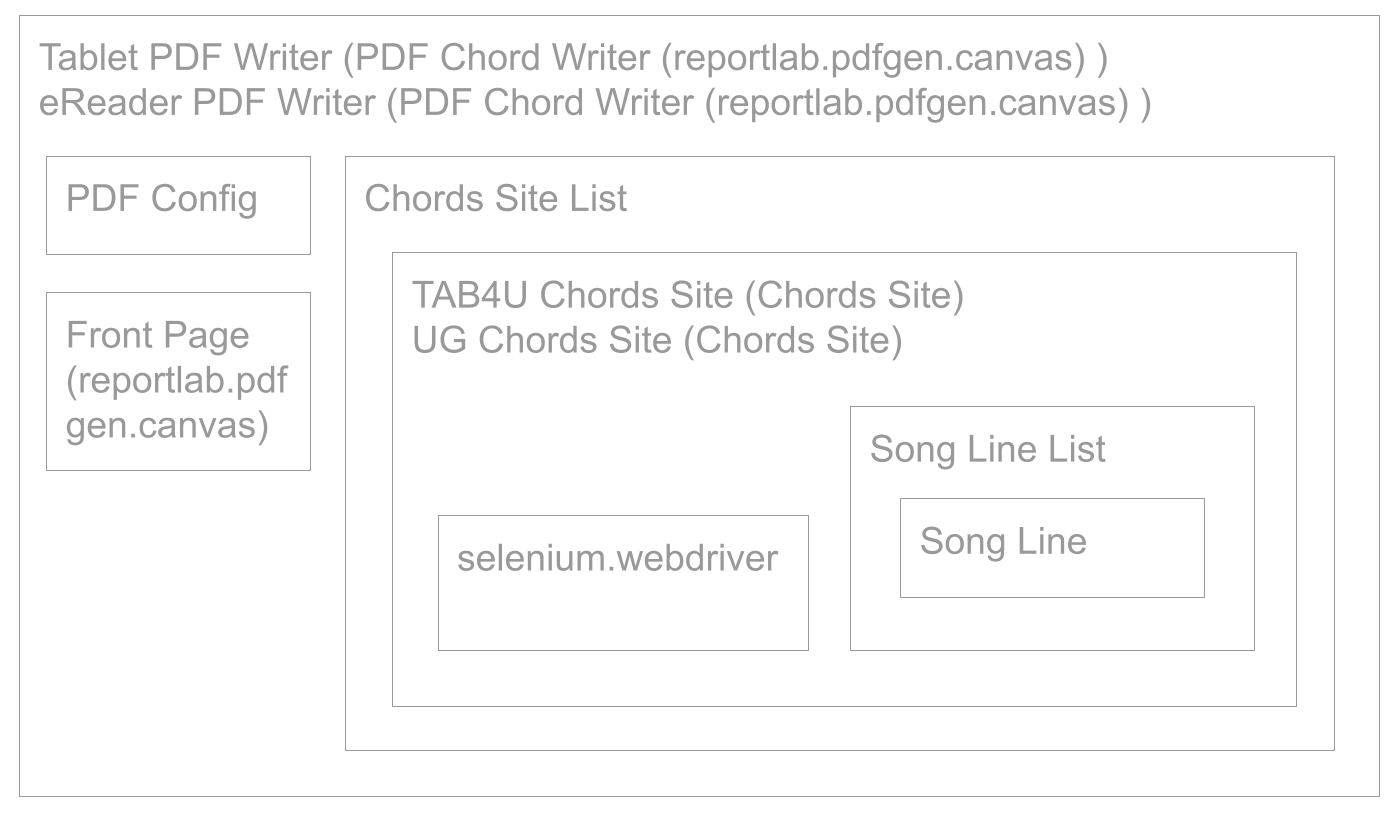 Tablet PDF Writer (PDF Chord Writer (reportlab.pdfgen.canvas) )
eReader PDF Writer (PDF Chord Writer (reportlab.pdfgen.canvas) )
PDF Config
Front Page
(reportlab.pdf
gen.canvas)
Chords Site List
TAB4U Chords Site (Chords Site)
UG Chords Site (Chords Site)
selenium.webdriver
Song Line List
Song Line